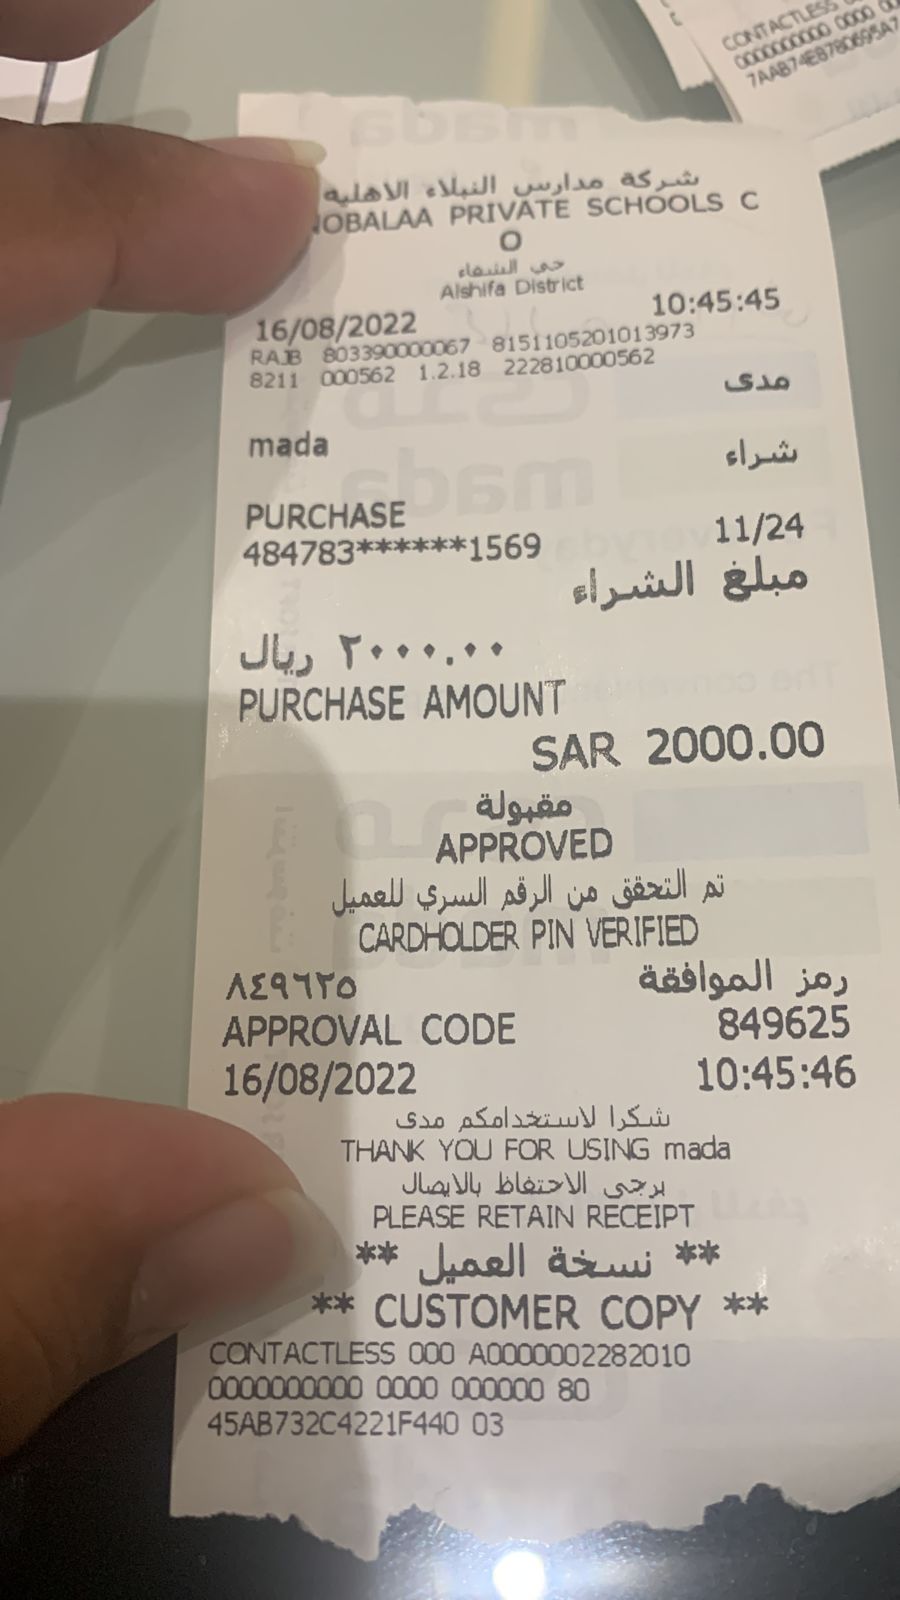 CONTACTLESS
0000000000 0000
7AAB74E8780695A7
شركة مدارس النبلاء الاهلية
NOBALAA PRIVATE SCHOOLS C
O
حي الشفاء
Alshifa District
16/08/2022 10:45:45
RAJB 803390000067 8151105201013973
8211 000562 1.2.18 222810000562
مدى
mada
شراء
PURCHASE
484783******1569 11/24
مبلغ الشراء
٢٠٠٠.٠٠ ريال
PURCHASE AMOUNT
SAR 2000.00
مقبولة
APPROVED
تم التحقق من الرقم السري للعميل
CARDHOLDER PIN VERIFIED
رمز الموافقة ٨٤٩٦٢٥
APPROVAL CODE 849625
16/08/2022 10:45:46
شكرا لاستخدامكم مدى
THANK YOU FOR USING mada
يرجى الاحتفاظ بالايصال
PLEASE RETAIN RECEIPT
** نسخة العميل **
** CUSTOMER COPY **
CONTACTLESS 000 A0000002282010
0000000000 0000 000000 80
45AB732C4221F440 03